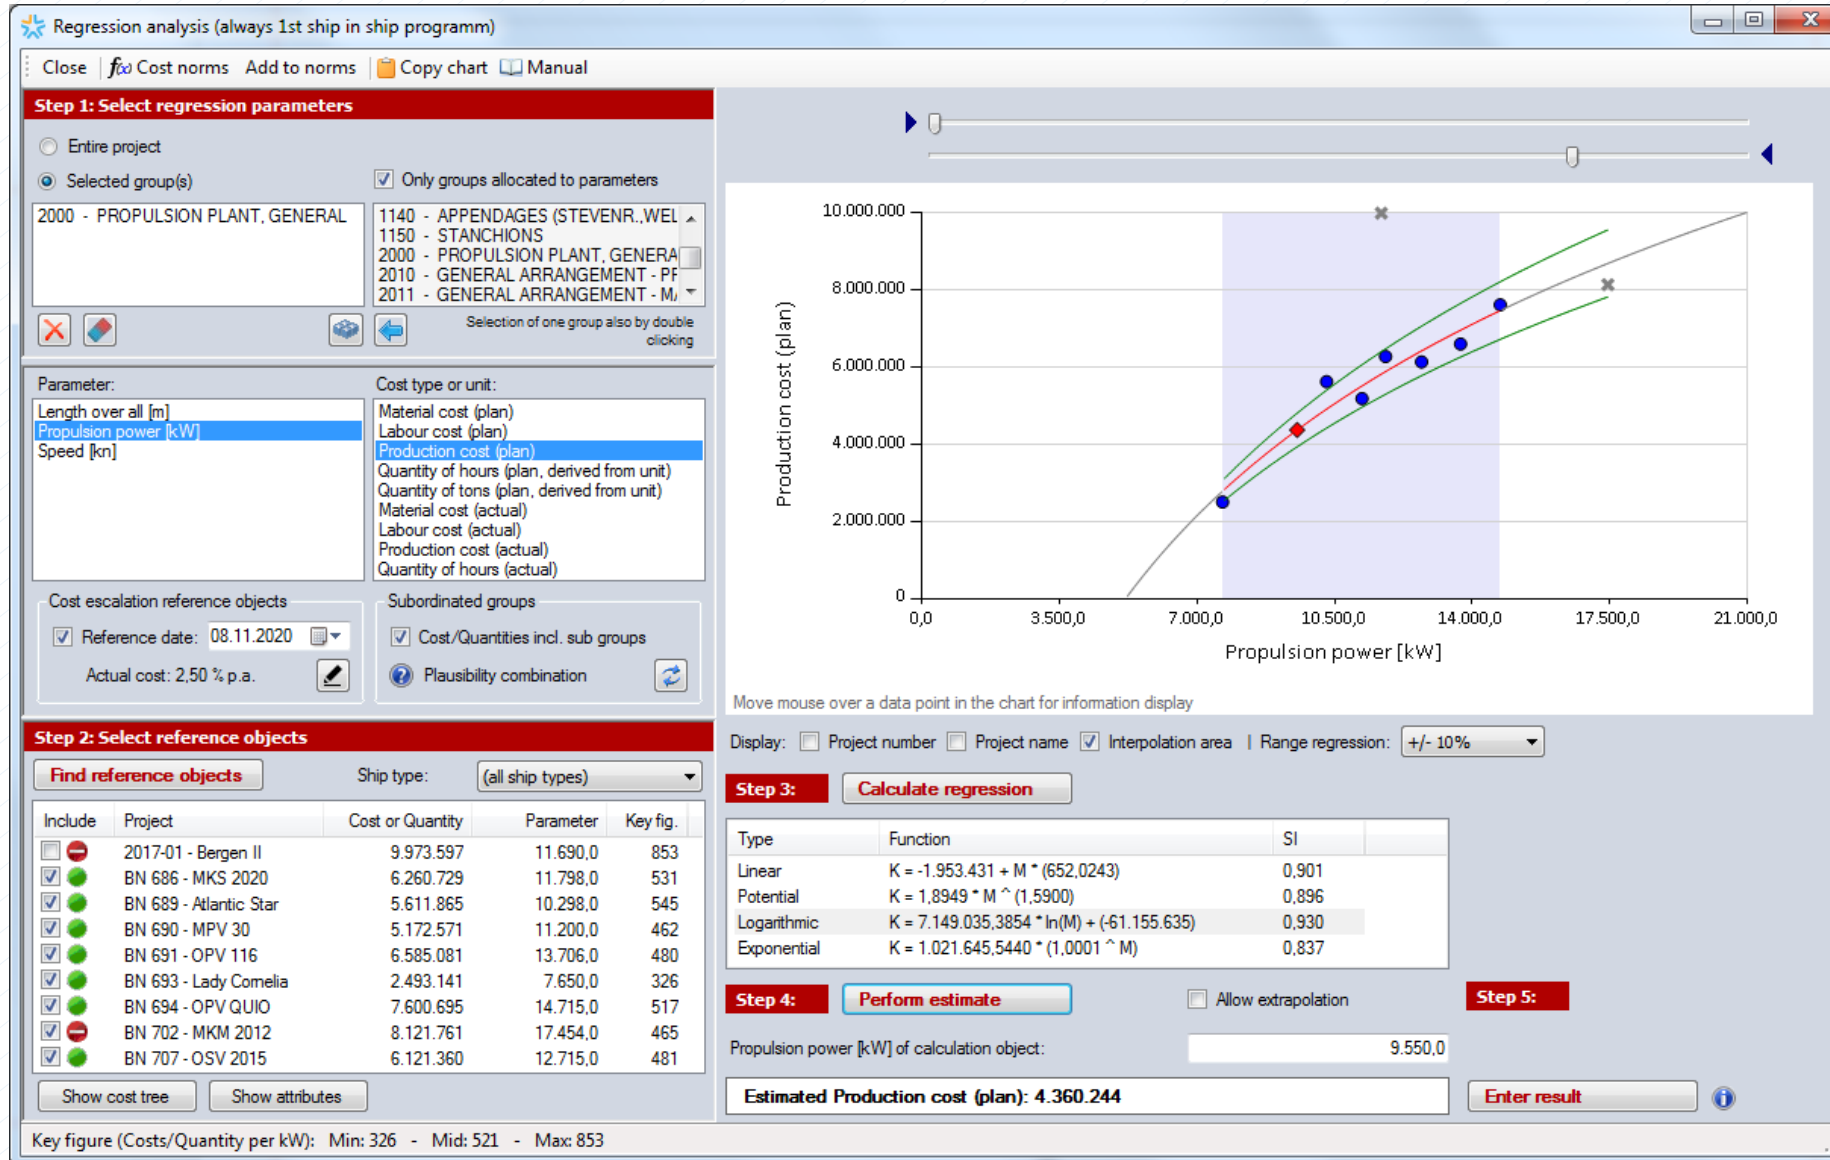 Regression analysis (always 1st ship in ship programm)
Close f(x) Cost norms Add to norms Copy chart Manual
Step 1: Select regression parameters
Entire project
Selected group(s)
Only groups allocated to parameters
2000 - PROPULSION PLANT, GENERAL
1140 - APPENDAGES (STEVENR.,WEL
1150 - STANCHIONS
2000 - PROPULSION PLANT, GENERA
2010 - GENERAL ARRANGEMENT - PF
2011 - GENERAL ARRANGEMENT - M
Selection of one group also by double
clicking
Parameter:
Length over all [m]
Propulsion power [kW]
Speed [kn]
Cost type or unit:
Material cost (plan)
Labour cost (plan)
Production cost (plan)
Quantity of hours (plan, derived from unit)
Quantity of tons (plan, derived from unit)
Material cost (actual)
Labour cost (actual)
Production cost (actual)
Quantity of hours (actual)
Cost escalation reference objects
Reference date: 08.11.2020
Actual cost: 2,50 % p.a.
Subordinated groups
Cost/Quantities incl. sub groups
Plausibility combination
Step 2: Select reference objects
Find reference objects Ship type: (all ship types)
Include Project Cost or Quantity Parameter Key fig.
2017-01 - Bergen II 9.973.597 11.690,0 853
BN 686 - MKS 2020 6.260.729 11.798,0 531
BN 689 - Atlantic Star 5.611.865 10.298,0 545
BN 690 - MPV 30 5.172.571 11.200,0 462
BN 691 - OPV 116 6.585.081 13.706,0 480
BN 693 - Lady Cornelia 2.493.141 7.650,0 326
BN 694 - OPV QUIO 7.600.695 14.715,0 517
BN 702 - MKM 2012 8.121.761 17.454,0 465
BN 707 - OSV 2015 6.121.360 12.715,0 481
Show cost tree Show attributes
Key figure (Costs/Quantity per kW): Min: 326 - Mid: 521 - Max: 853
Production cost (plan)
10.000.000
8.000.000
6.000.000
4.000.000
2.000.000
0
0,0 3.500,0 7.000,0 10.500,0 14.000,0 17.500,0 21.000,0
Propulsion power [kW]
Move mouse over a data point in the chart for information display
Display: Project number Project name Interpolation area | Range regression: +/- 10%
Step 3: Calculate regression
Type Function SI
Linear K = -1.953.431 + M * (652,0243) 0,901
Potential K = 1,8949 * M ^ (1,5900) 0,896
Logarithmic K = 7.149.035,3854 * ln(M) + (-61.155.635) 0,930
Exponential K = 1.021.645,5440 * (1,0001 ^ M) 0,837
Step 4: Perform estimate Allow extrapolation Step 5:
Propulsion power [kW] of calculation object: 9.550,0
Estimated Production cost (plan): 4.360.244 Enter result